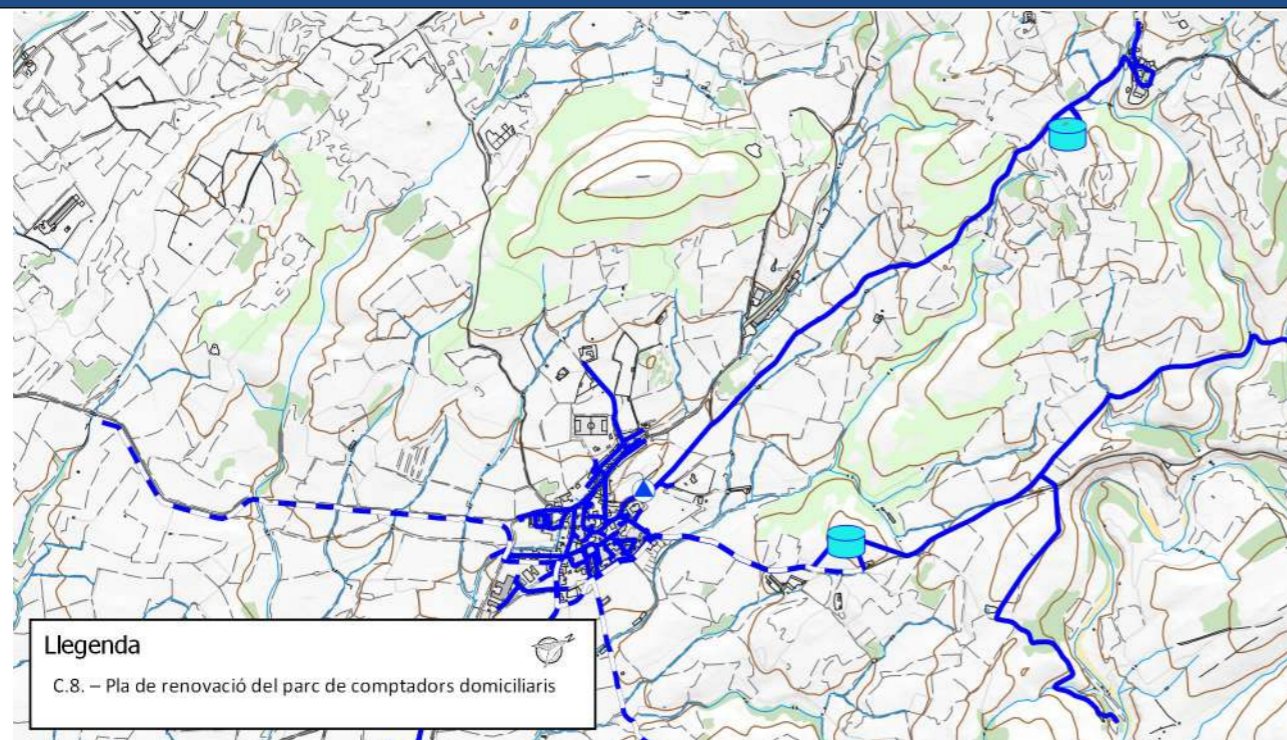 Llegenda
C.8. – Pla de renovació del parc de comptadors domiciliaris